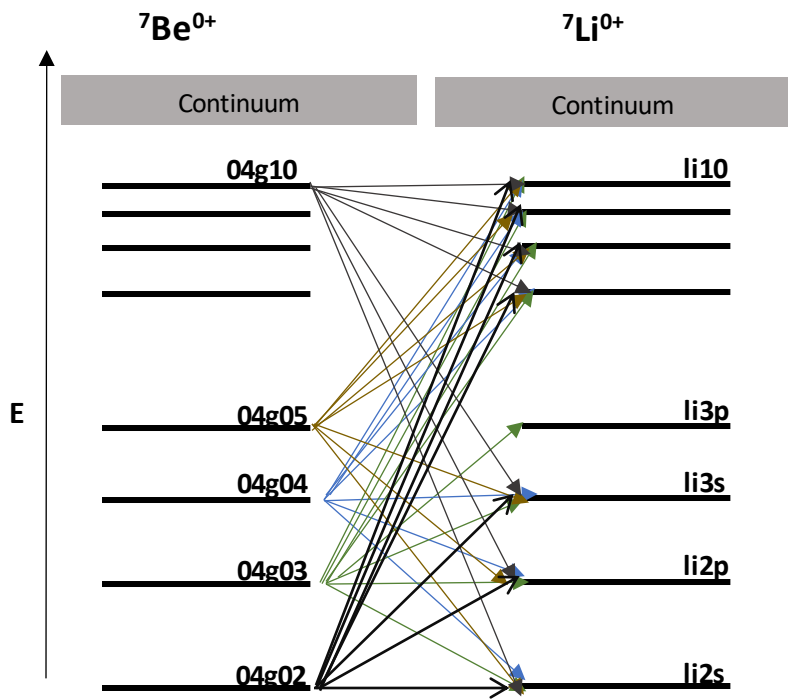 ⁷Be⁰⁺
⁷Li⁰⁺
Continuum
Continuum
04g10
li10
E
04g05
li3p
04g04
li3s
04g03
li2p
04g02
li2s